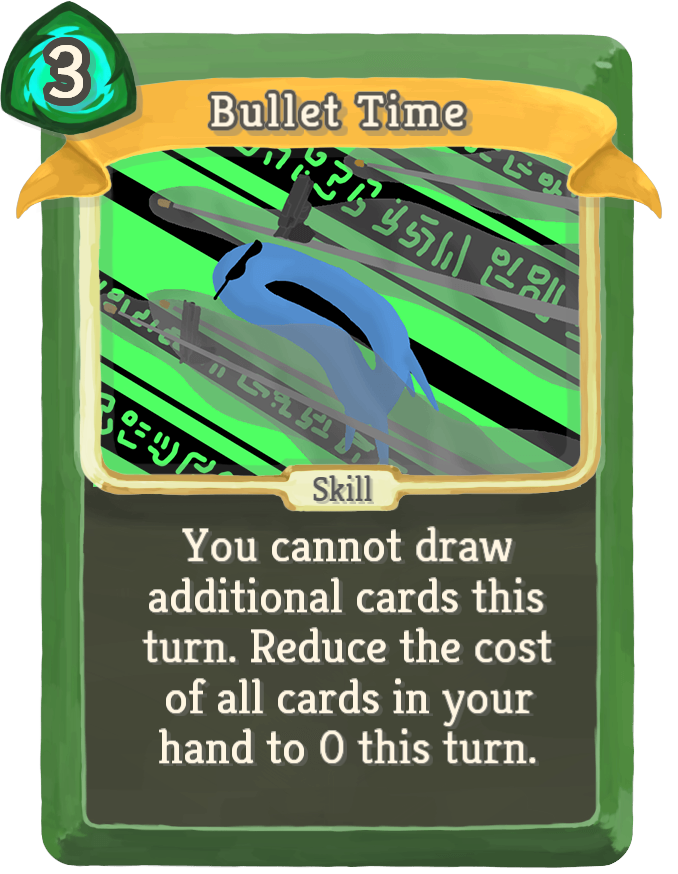 3
Bullet Time
Skill
You cannot draw
additional cards this
turn. Reduce the cost
of all cards in your
hand to 0 this turn.